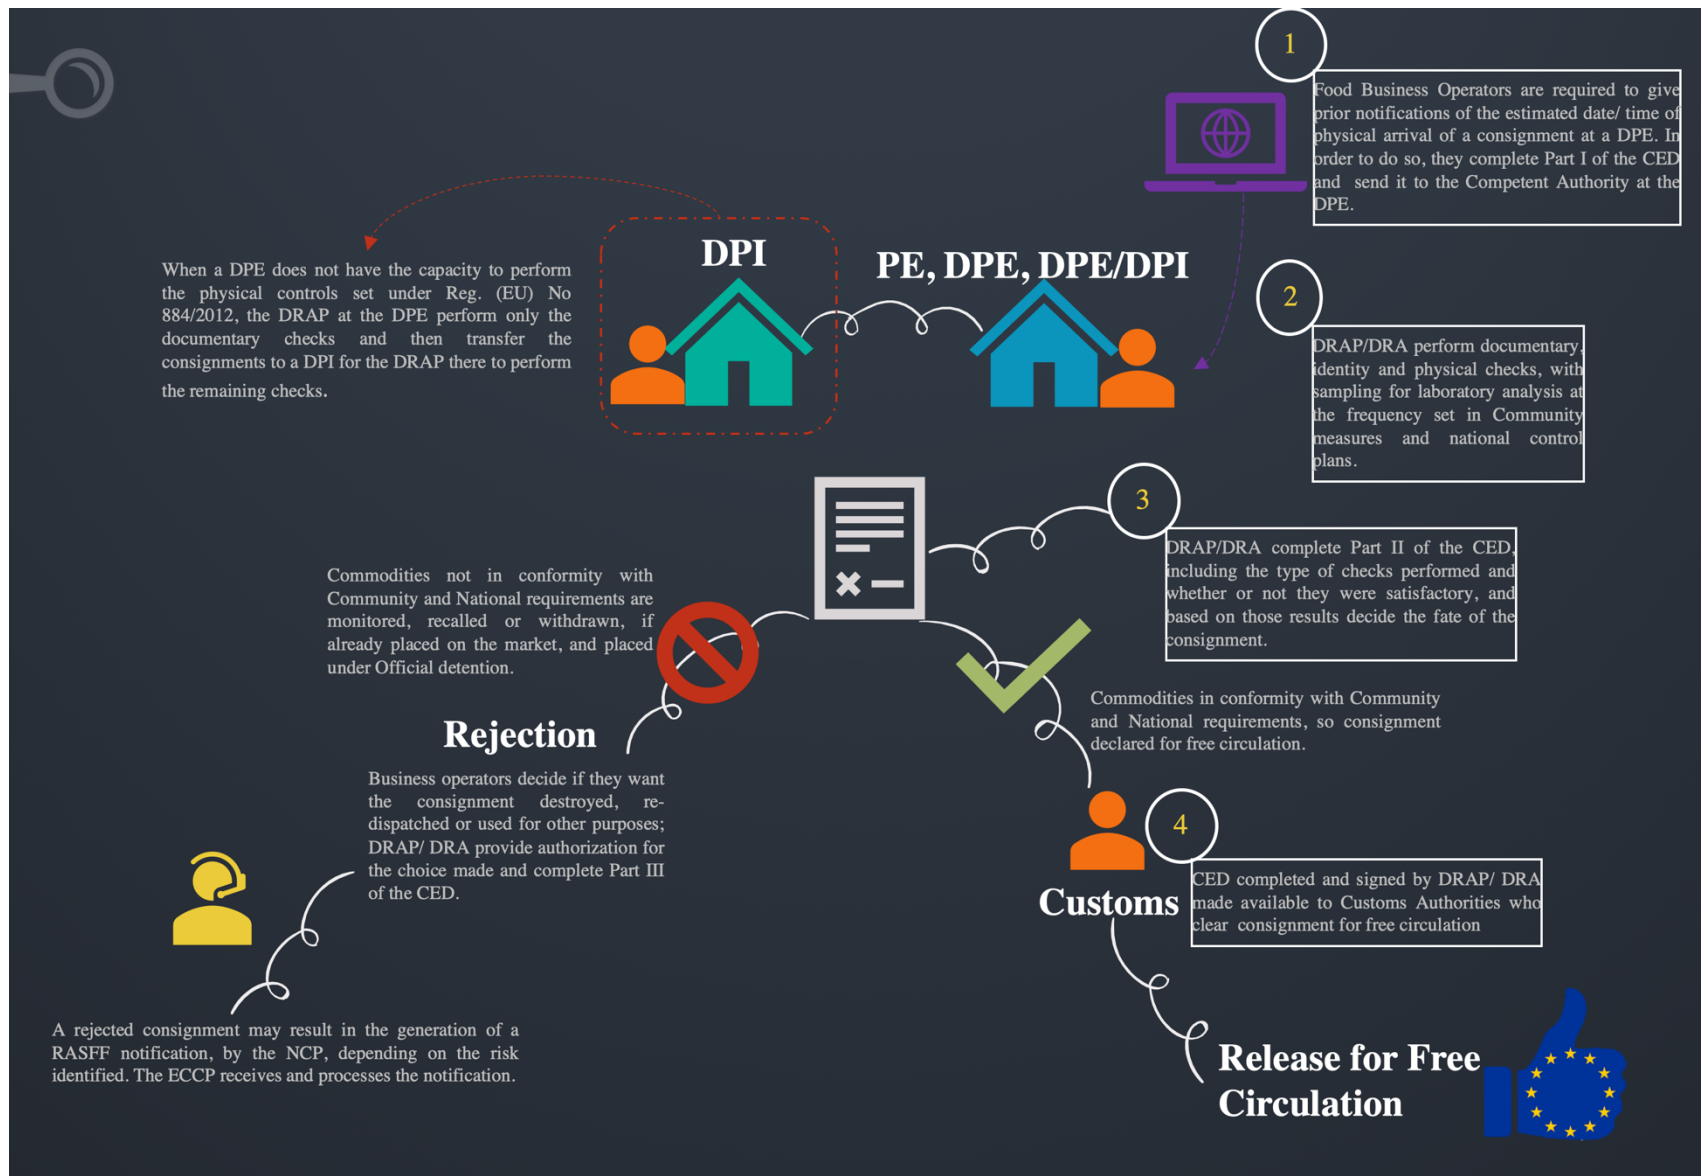 1
Food Business Operators are required to give
prior notifications of the estimated date/ time of
physical arrival of a consignment at a DPE. In
order to do so, they complete Part I of the CED
and send it to the Competent Authority at the
DPE.
DPI
PE, DPE, DPE/DPI
When a DPE does not have the capacity to perform
the physical controls set under Reg. (EU) No
884/2012, the DRAP at the DPE perform only the
documentary checks and then transfer the
consignments to a DPI for the DRAP there to perform
the remaining checks.
2
DRAP/DRA perform documentary,
identity and physical checks, with
sampling for laboratory analysis at
the frequency set in Community
measures and national control
plans.
3
DRAP/DRA complete Part II of the CED,
including the type of checks performed and
whether or not they were satisfactory, and
based on those results decide the fate of the
consignment.
Commodities not in conformity with
Community and National requirements are
monitored, recalled or withdrawn, if
already placed on the market, and placed
under Official detention.
Commodities in conformity with Community
and National requirements, so consignment
declared for free circulation.
Rejection
Business operators decide if they want
the consignment destroyed, re-
dispatched or used for other purposes;
DRAP/ DRA provide authorization for
the choice made and complete Part III
of the CED.
4
Customs
CED completed and signed by DRAP/ DRA
made available to Customs Authorities who
clear consignment for free circulation
A rejected consignment may result in the generation of a
RASFF notification, by the NCP, depending on the risk
identified. The ECCP receives and processes the notification.
Release for Free
Circulation